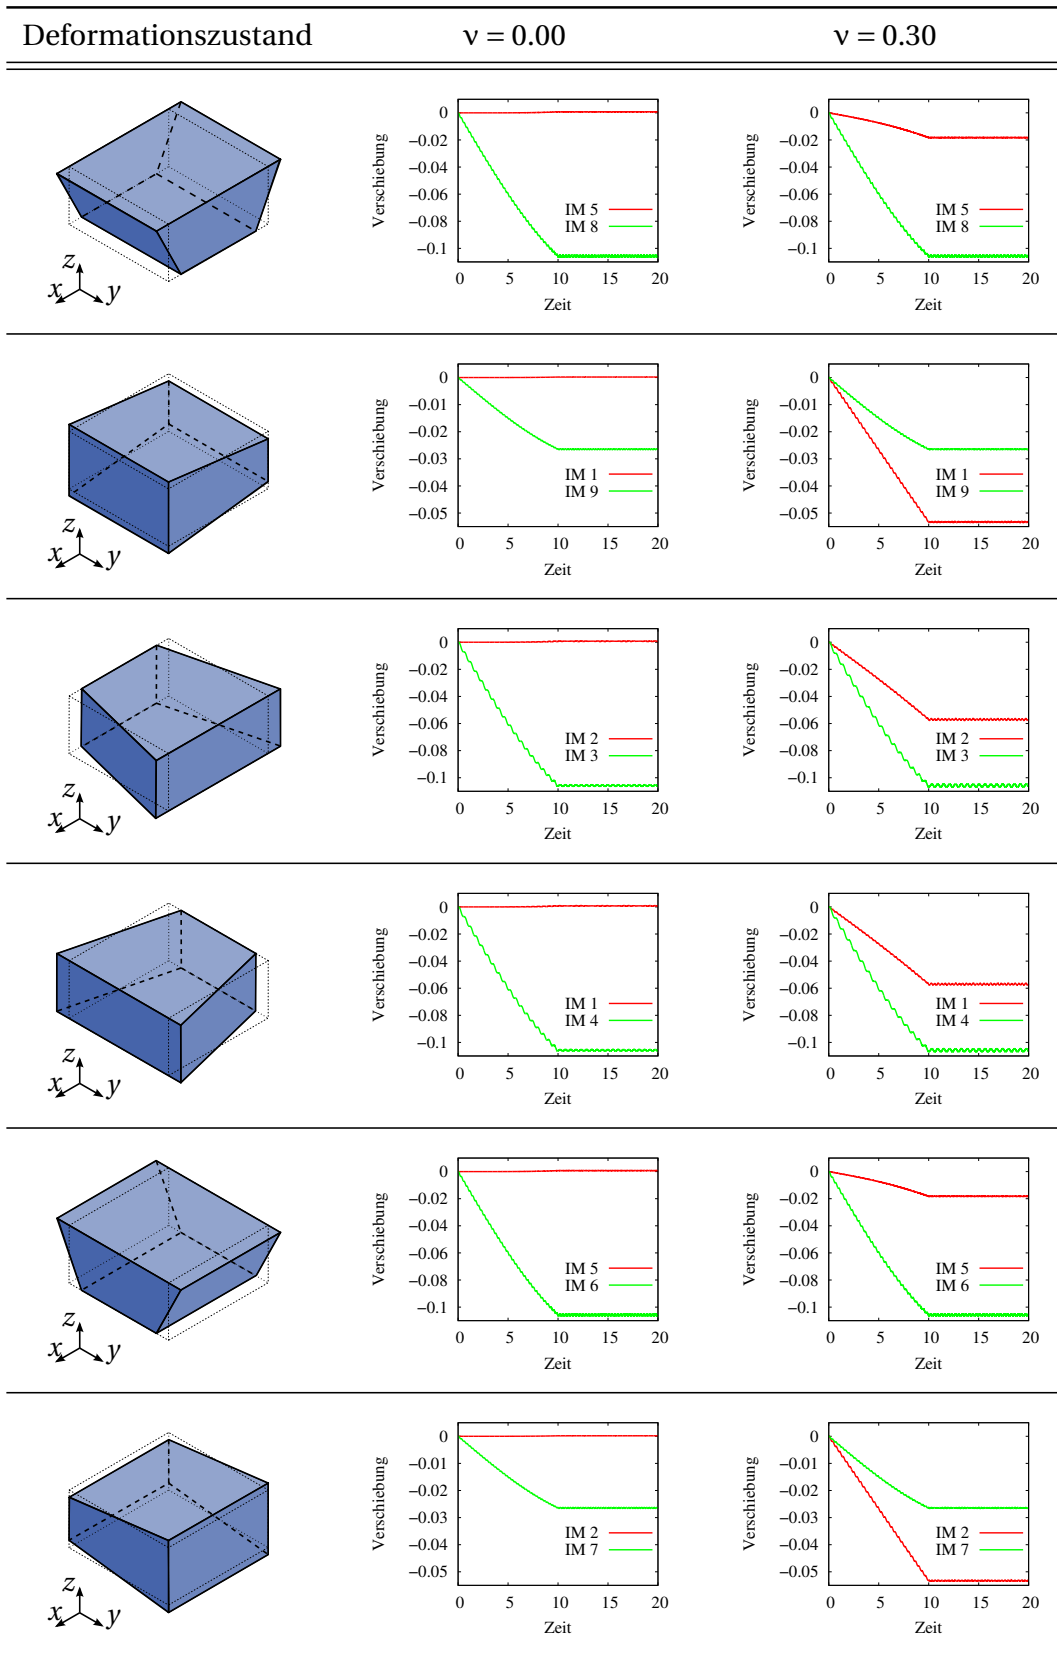 Deformationszustand ν = 0.00 ν = 0.30
0 0
−0.02 −0.02
−0.04 −0.04
−0.06 −0.06
−0.08 −0.08
−0.1 −0.1
Verschiebung Verschiebung
IM 5 IM 5
IM 8 IM 8
0 5 10 15 20 0 5 10 15 20
Zeit Zeit
z
x y
0 0
−0.01 −0.01
−0.02 −0.02
−0.03 −0.03
−0.04 −0.04
−0.05 −0.05
Verschiebung Verschiebung
IM 1 IM 1
IM 9 IM 9
0 5 10 15 20 0 5 10 15 20
Zeit Zeit
z
x y
0 0
−0.02 −0.02
−0.04 −0.04
−0.06 −0.06
−0.08 −0.08
−0.1 −0.1
Verschiebung Verschiebung
IM 2 IM 2
IM 3 IM 3
0 5 10 15 20 0 5 10 15 20
Zeit Zeit
z
x y
0 0
−0.02 −0.02
−0.04 −0.04
−0.06 −0.06
−0.08 −0.08
−0.1 −0.1
Verschiebung Verschiebung
IM 1 IM 1
IM 4 IM 4
0 5 10 15 20 0 5 10 15 20
Zeit Zeit
z
x y
0 0
−0.02 −0.02
−0.04 −0.04
−0.06 −0.06
−0.08 −0.08
−0.1 −0.1
Verschiebung Verschiebung
IM 5 IM 5
IM 6 IM 6
0 5 10 15 20 0 5 10 15 20
Zeit Zeit
z
x y
0 0
−0.01 −0.01
−0.02 −0.02
−0.03 −0.03
−0.04 −0.04
−0.05 −0.05
Verschiebung Verschiebung
IM 2 IM 2
IM 7 IM 7
0 5 10 15 20 0 5 10 15 20
Zeit Zeit
z
x y